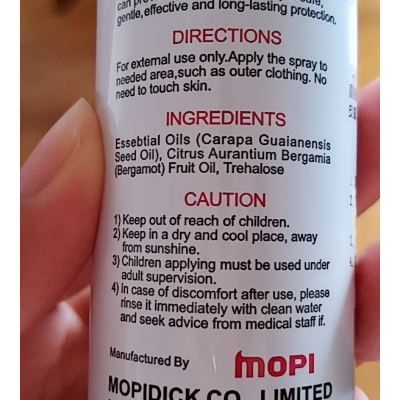 gentle,effective and long-lasting protection.
DIRECTIONS
For external use only.Apply the spray to
needed area,such as outer clothing. No
need to touch skin.
INGREDIENTS
Essebtial Oils (Carapa Guaianensis
Seed Oil), Citrus Aurantium Bergamia
(Bergamot) Fruit Oil, Trehalose
CAUTION
1) Keep out of reach of children.
2) Keep in a dry and cool place, away
from sunshine.
3) Children applying must be used under
adult supervision.
4) In case of discomfort after use, please
rinse it immediately with clean water
and seek advice from medical staff if.
Manufactured By MOPI
MOPIDICK CO., LIMITED